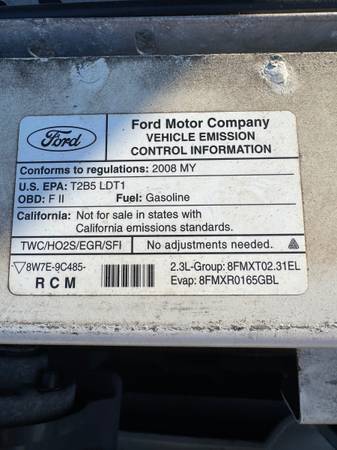 Ford
Ford Motor Company
VEHICLE EMISSION
CONTROL INFORMATION
Conforms to regulations: 2008 MY
U.S. EPA: T2B5 LDT1
OBD: F II Fuel: Gasoline
California: Not for sale in states with
California emissions standards.
TWC/HO2S/EGR/SFI No adjustments needed.
8W7E-9C485-
R C M
2.3L-Group: 8FMXT02.31EL
Evap: 8FMXR0165GBL